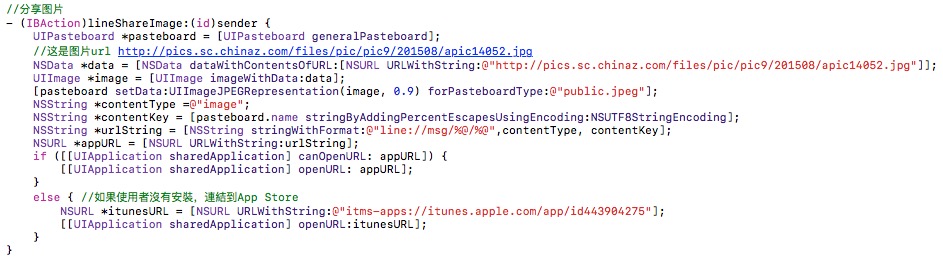 //分享图片
- (IBAction)lineShareImage:(id)sender {
    UIPasteboard *pasteboard = [UIPasteboard generalPasteboard];
    //这是图片url http://pics.sc.chinaz.com/files/pic/pic9/201508/apic14052.jpg
    NSData *data = [NSData dataWithContentsOfURL:[NSURL URLWithString:@"http://pics.sc.chinaz.com/files/pic/pic9/201508/apic14052.jpg"]];
    UIImage *image = [UIImage imageWithData:data];
    [pasteboard setData:UIImageJPEGRepresentation(image, 0.9) forPasteboardType:@"public.jpeg"];
    NSString *contentType =@"image";
    NSString *contentKey = [pasteboard.name stringByAddingPercentEscapesUsingEncoding:NSUTF8StringEncoding];
    NSString *urlString = [NSString stringWithFormat:@"line://msg/%@/%@",contentType, contentKey];
    NSURL *appURL = [NSURL URLWithString:urlString];
    if ([[UIApplication sharedApplication] canOpenURL: appURL]) {
        [[UIApplication sharedApplication] openURL: appURL];
    }
    else { //如果使用者沒有安裝，連結到App Store
        NSURL *itunesURL = [NSURL URLWithString:@"itms-apps://itunes.apple.com/app/id443904275"];
        [[UIApplication sharedApplication] openURL:itunesURL];
    }
}